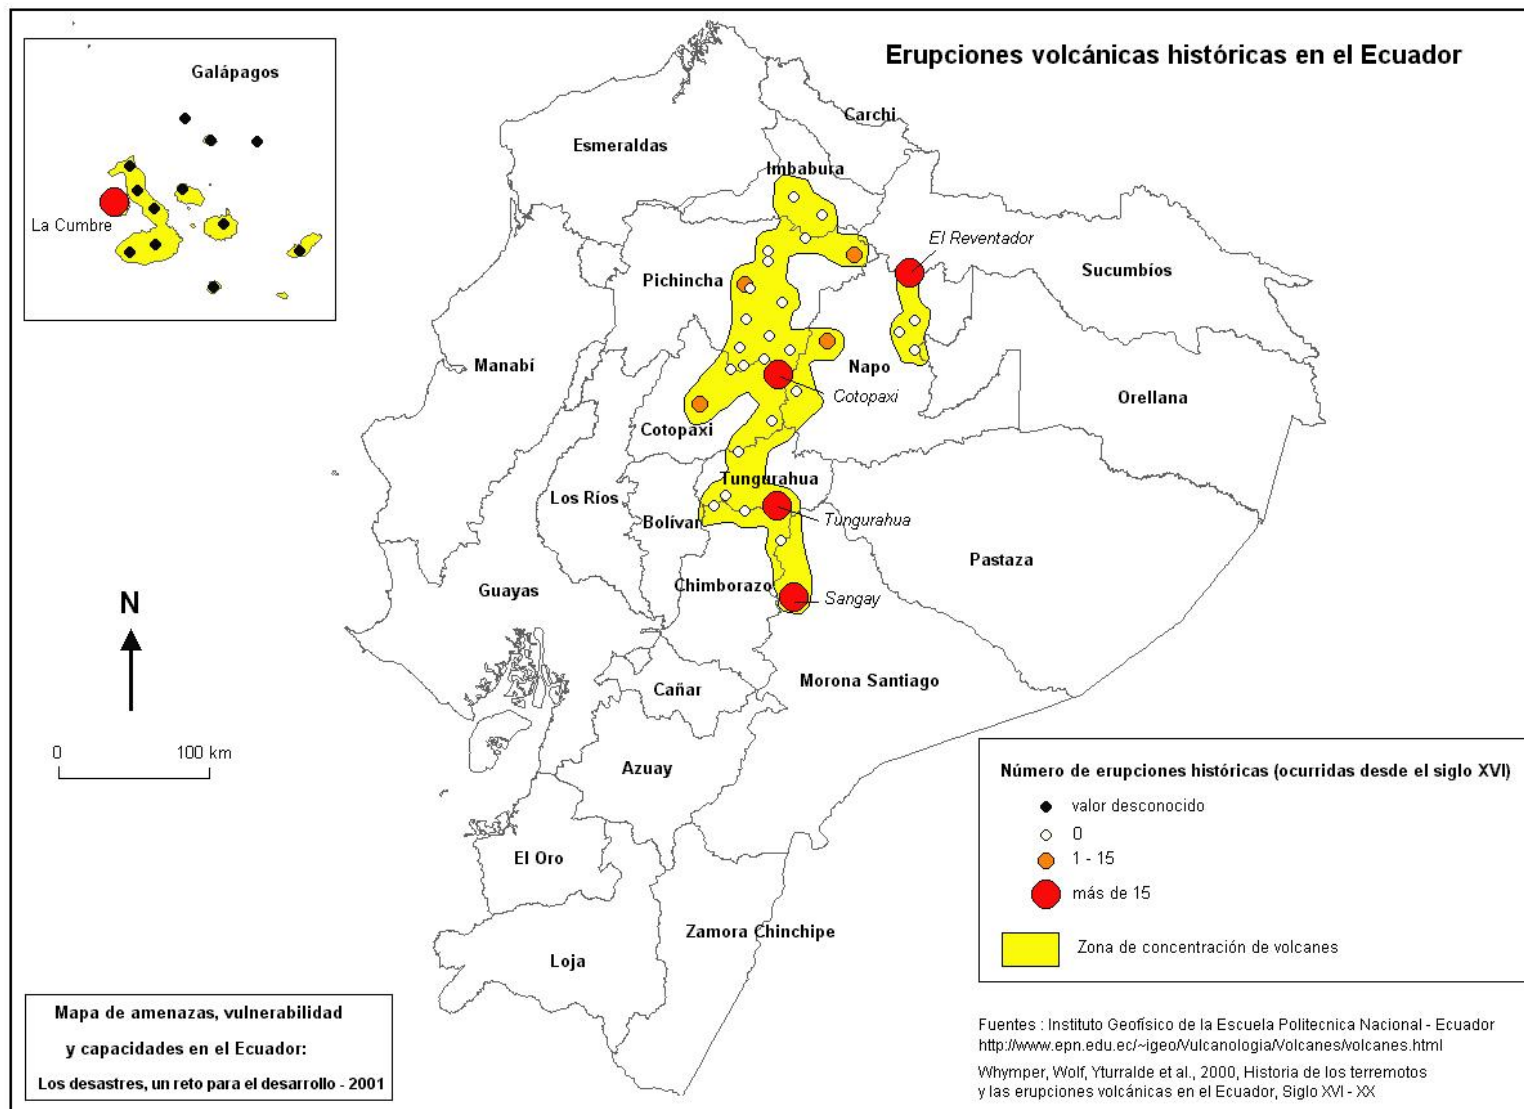 Erupciones volcánicas históricas en el Ecuador
Galápagos
La Cumbre
Carchi
Esmeraldas
Imbabura
El Reventador
Sucumbíos
Pichincha
Manabí
Napo
Cotopaxi
Orellana
Cotopaxi
Tungurahua
Los Ríos
Bolívar
Tungurahua
Pastaza
Chimborazo
Guayas
Sangay
N
Cañar
Morona Santiago
0 100 km
Azuay
El Oro
Zamora Chinchipe
Loja
Número de erupciones históricas (ocurridas desde el siglo XVI)
valor desconocido
0
1 - 15
más de 15
Zona de concentración de volcanes
Mapa de amenazas, vulnerabilidad
y capacidades en el Ecuador:
Los desastres, un reto para el desarrollo - 2001
Fuentes : Instituto Geofísico de la Escuela Politecnica Nacional - Ecuador
http://www.epn.edu.ec/~igeo/Vulcanologia/Volcanes/volcanes.html
Whymper, Wolf, Yturralde et al., 2000, Historia de los terremotos
y las erupciones volcánicas en el Ecuador, Siglo XVI - XX